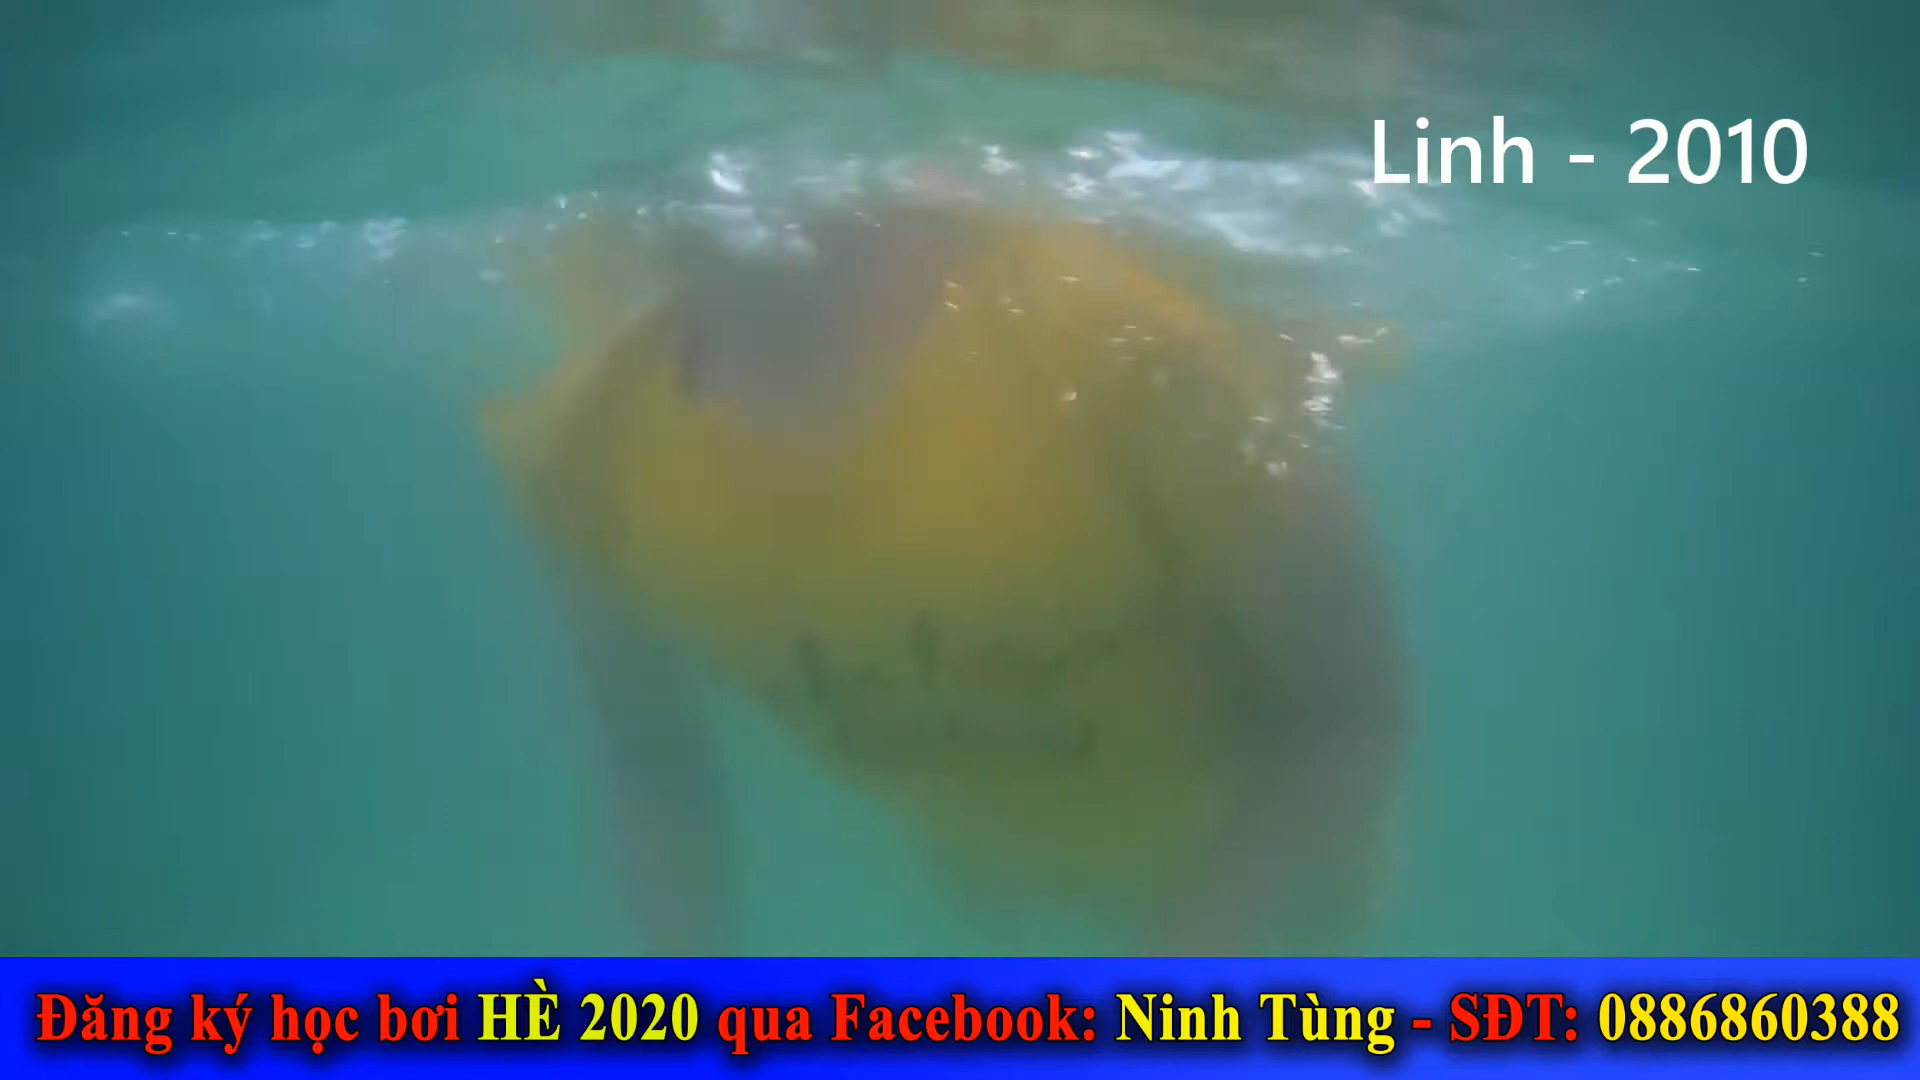 Linh - 2010
Đăng ký học bơi HÈ 2020 qua Facebook: Ninh Tùng - SĐT: 0886860388